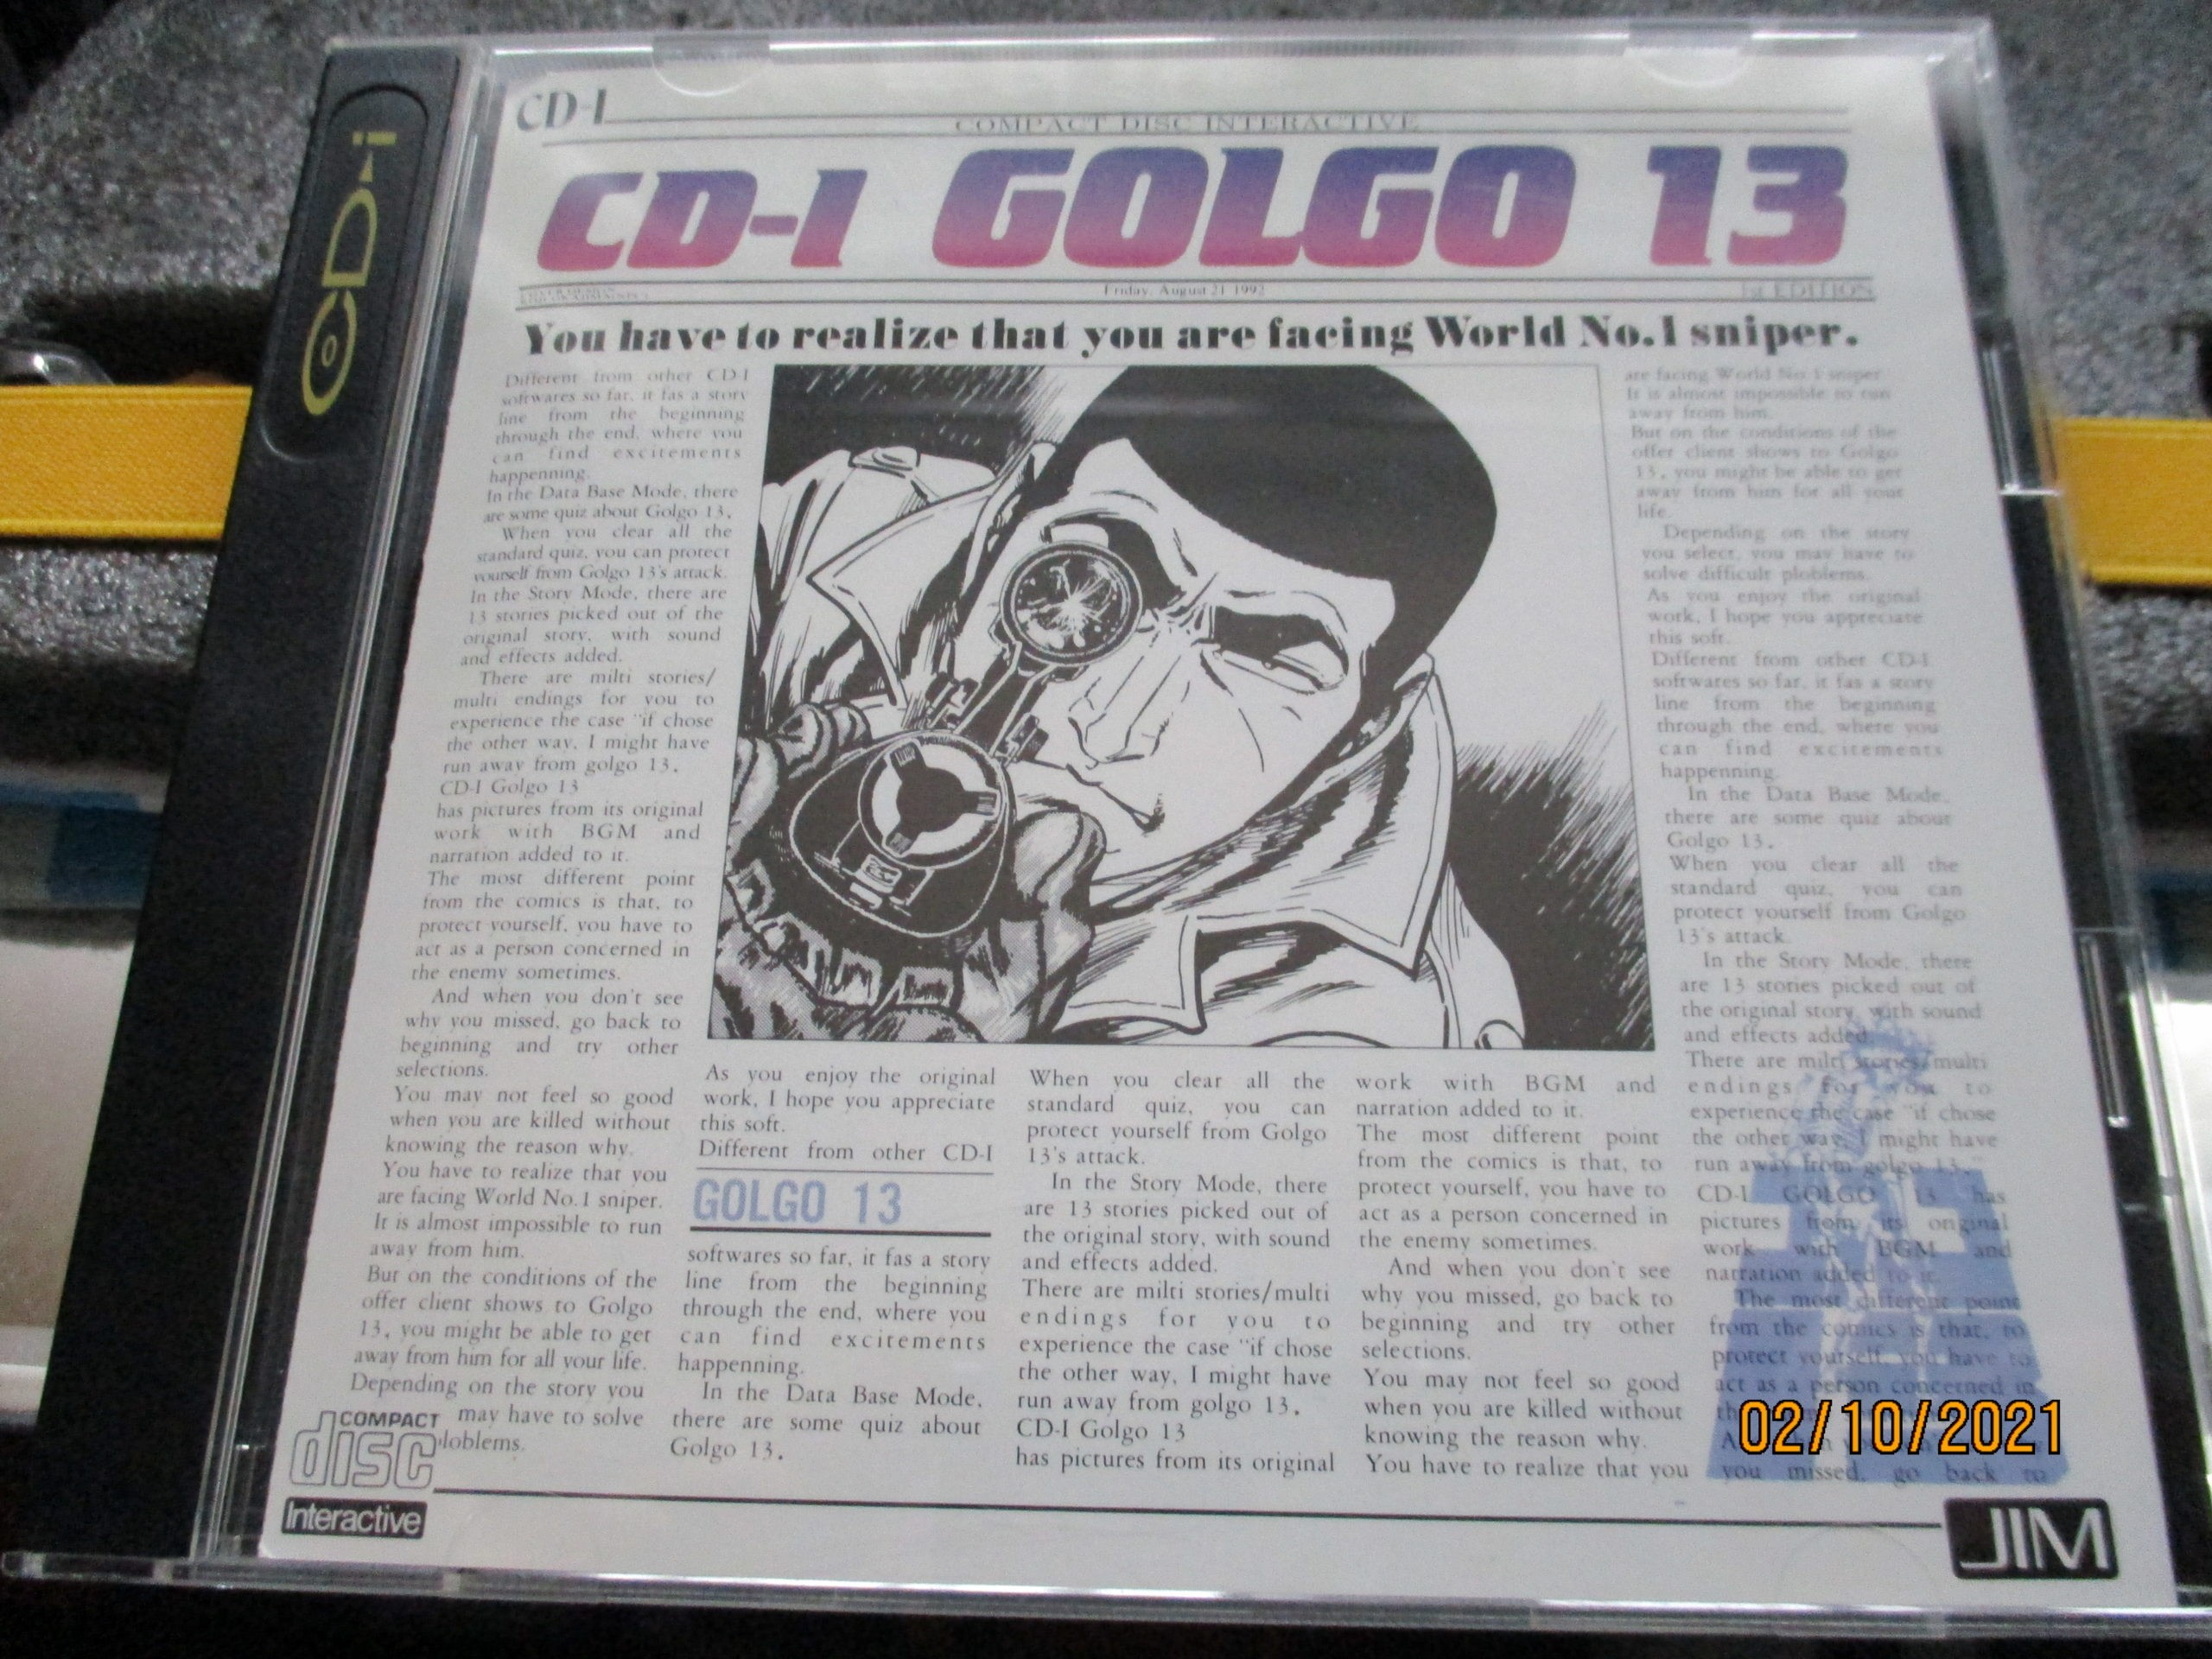 CD-I
CD-I
COMPACT DISC INTERACTIVE
CD-I GOLGO 13
Friday, August 21 1992
1st EDITION
You have to realize that you are facing World No.1 sniper.
Different from other CD-I
softwares so far, it fas a story
line from the beginning
through the end, where you
can find excitements
happenning.
In the Data Base Mode, there
are some quiz about Golgo 13.
When you clear all the
standard quiz, you can protect
yourself from Golgo 13's attack.
In the Story Mode, there are
13 stories picked out of the
original story, with sound
and effects added.
There are milti stories/
multi endings for you to
experience the case "if chose
the other way, I might have
run away from golgo 13.
CD-I Golgo 13
has pictures from its original
work with BGM and
narration added to it.
The most different point
from the comics is that, to
protect yourself, you have to
act as a person concerned in
the enemy sometimes.
And when you don't see
why you missed, go back to
beginning and try other
selections.
You may not feel so good
when you are killed without
knowing the reason why.
You have to realize that you
are facing World No.1 sniper.
It is almost impossible to run
away from him.
But on the conditions of the
offer client shows to Golgo
13, you might be able to get
away from him for all your life.
Depending on the story you
may have to solve
ploblems.
As you enjoy the original
work, I hope you appreciate
this soft.
Different from other CD-I
GOLGO 13
softwares so far, it fas a story
line from the beginning
through the end, where you
can find excitements
happenning.
In the Data Base Mode,
there are some quiz about
Golgo 13.
When you clear all the
standard quiz, you can
protect yourself from Golgo
13's attack.
In the Story Mode, there
are 13 stories picked out of
the original story, with sound
and effects added.
There are milti stories/multi
endings for you to
experience the case "if chose
the other way, I might have
run away from golgo 13.
CD-I Golgo 13
has pictures from its original
work with BGM and
narration added to it.
The most different point
from the comics is that, to
protect yourself, you have to
act as a person concerned in
the enemy sometimes.
And when you don't see
why you missed, go back to
beginning and try other
selections.
You may not feel so good
when you are killed without
knowing the reason why.
You have to realize that you
are facing World No.1 sniper.
It is almost impossible to run
away from him.
But on the conditions of the
offer client shows to Golgo
13, you might be able to get
away from him for all your
life.
Depending on the story
you select, you may have to
solve difficult ploblems.
As you enjoy the original
work, I hope you appreciate
this soft.
Different from other CD-I
softwares so far, it fas a story
line from the beginning
through the end, where you
can find excitements
happenning.
In the Data Base Mode,
there are some quiz about
Golgo 13.
When you clear all the
standard quiz, you can
protect yourself from Golgo
13's attack.
In the Story Mode, there
are 13 stories picked out of
the original story, with sound
and effects added.
There are milti stories/multi
endings for you to
experience the case "if chose
the other way, I might have
run away from golgo 13."
CD-I GOLGO 13 has
pictures from its original
work with BGM and
narration added to it.
The most different point
from the comics is that, to
protect yourself, you have to
act as a person concerned in
you missed, go back to
COMPACT
disc
Interactive
JIM
02/10/2021